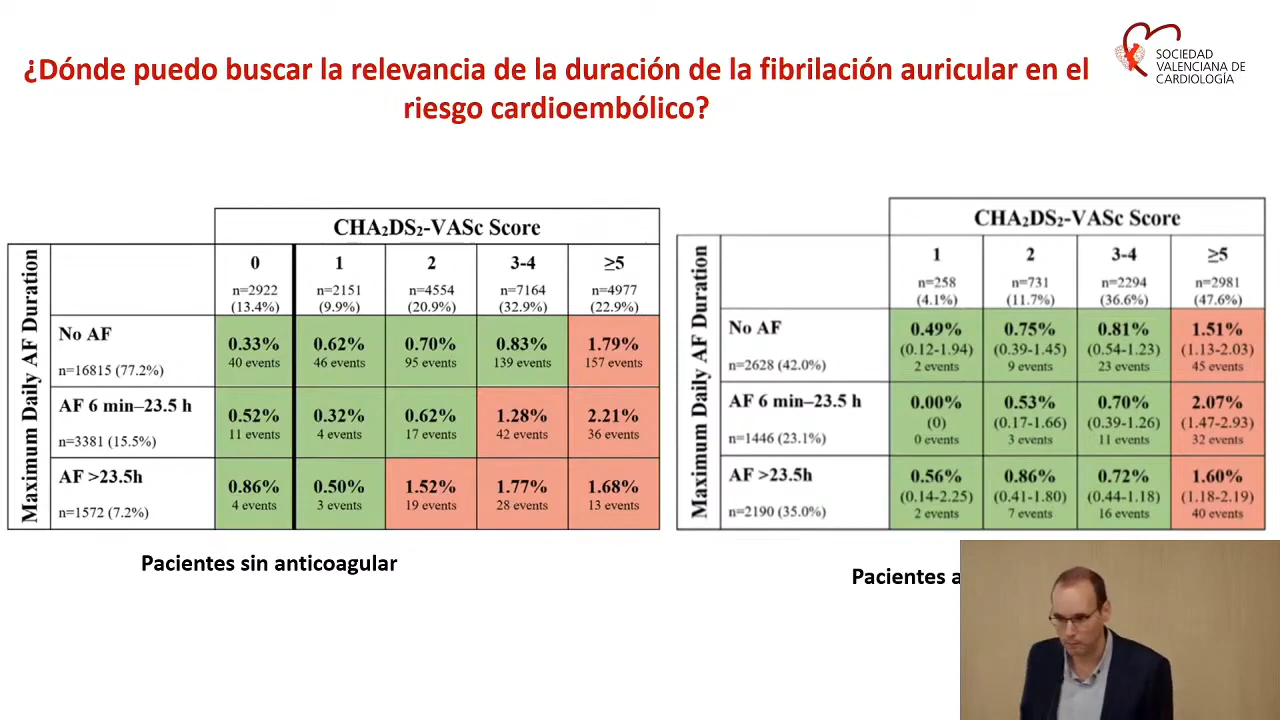 ¿Dónde puedo buscar la relevancia de la duración de la fibrilación auricular en el
riesgo cardioembólico?
SOCIEDAD
VALENCIANA DE
CARDIOLOGÍA
Maximum Daily AF Duration
CHA₂DS₂-VASc Score
0 1 2 3-4 ≥5
n=2922 n=2151 n=4554 n=7164 n=4977
(13.4%) (9.9%) (20.9%) (32.9%) (22.9%)
No AF
n=16815 (77.2%)
0.33% 0.62% 0.70% 0.83% 1.79%
40 events 46 events 95 events 139 events 157 events
AF 6 min–23.5 h
n=3381 (15.5%)
0.52% 0.32% 0.62% 1.28% 2.21%
11 events 4 events 17 events 42 events 36 events
AF >23.5h
n=1572 (7.2%)
0.86% 0.50% 1.52% 1.77% 1.68%
4 events 3 events 19 events 28 events 13 events
Pacientes sin anticoagular
Maximum Daily AF Duration
CHA₂DS₂-VASc Score
1 2 3-4 ≥5
n=258 n=731 n=2294 n=2981
(4.1%) (11.7%) (36.6%) (47.6%)
No AF
n=2628 (42.0%)
0.49% 0.75% 0.81% 1.51%
(0.12-1.94) (0.39-1.45) (0.54-1.23) (1.13-2.03)
2 events 9 events 23 events 45 events
AF 6 min–23.5 h
n=1446 (23.1%)
0.00% 0.53% 0.70% 2.07%
(0) (0.17-1.66) (0.39-1.26) (1.47-2.93)
0 events 3 events 11 events 32 events
AF >23.5h
n=2190 (35.0%)
0.56% 0.86% 0.72% 1.60%
(0.14-2.25) (0.41-1.80) (0.44-1.18) (1.18-2.19)
2 events 7 events 16 events 40 events
Pacientes